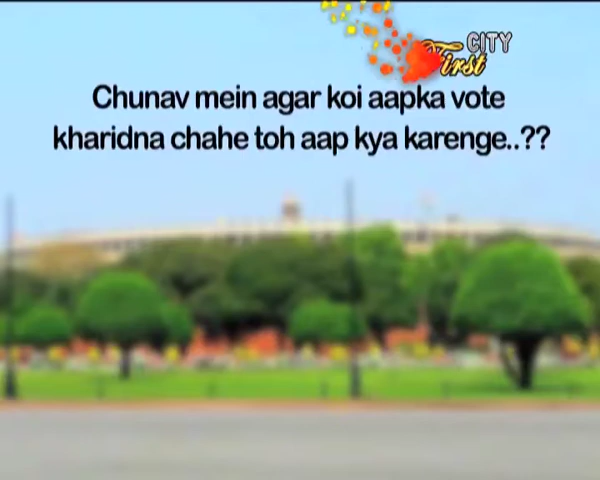 CITY
First
Chunav mein agar koi aapka vote
kharidna chahe toh aap kya karenge..??